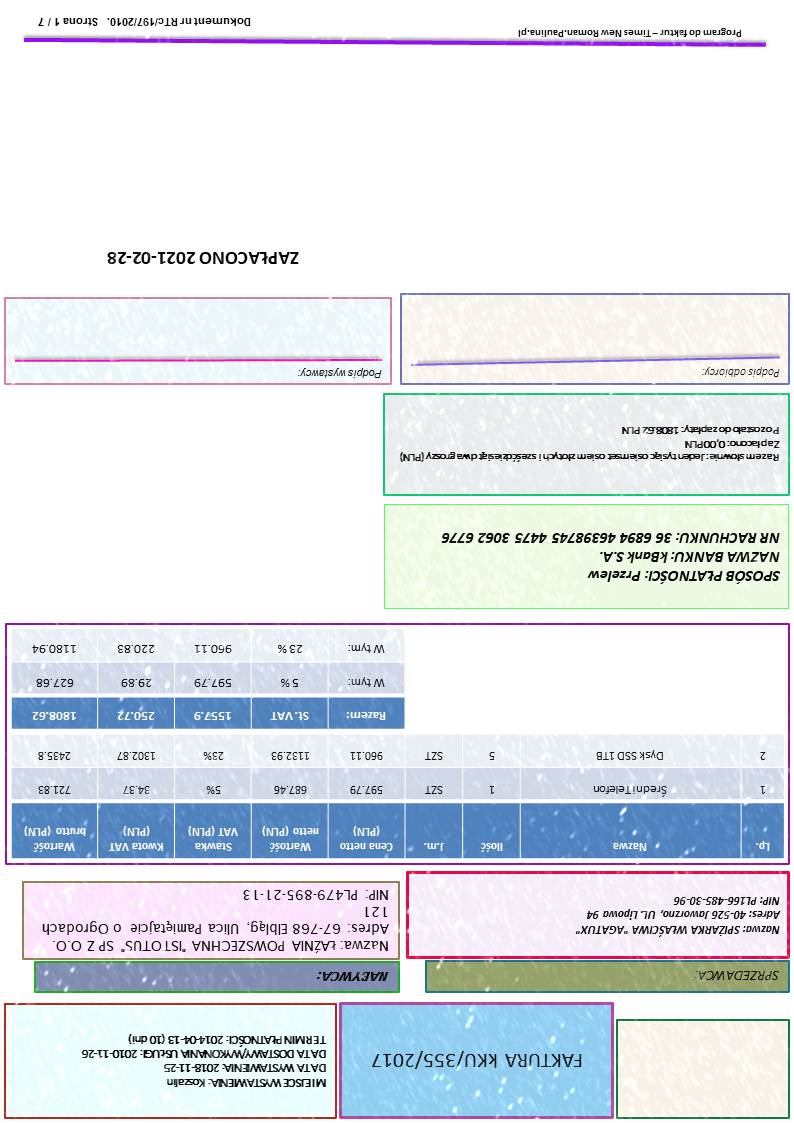 FAKTURA KKU/355/2017
MIEJSCE WYSTAWIENIA: Koszalin
DATA WYSTAWIENIA: 2018-11-25
DATA DOSTAWY/WYKONANIA USŁUGI: 2010-11-26
TERMIN PŁATNOŚCI: 2014-04-13 (10 dni)
SPRZEDAWCA:
Nazwa: SPIŻARKA WŁAŚCIWA "AGATUX"
Adres: 40-526 Jaworzno, UL. Lipowa 94
NIP: PL166-485-30-96
NABYWCA:
Nazwa: ŁAŹNIA POWSZECHNA "ISTOTUS" SP Z O.O.
Adres: 67-768 Elbląg, Ulica Pamiętajcie o Ogrodach
121
NIP: PL479-895-21-13
Lp. Nazwa Ilość J.m. Cena netto (PLN) Wartość netto (PLN) Stawka VAT (PLN) Kwota VAT (PLN) Wartość brutto (PLN)
1 Średni Telefon 1 SZT 597.79 687.46 5% 34.37 721.83
2 Dysk SSD 1TB 5 SZT 960.11 1132.93 23% 1302.87 2435.8
Razem: St. VAT 1557.9 250.72 1808.62
W tym: 5 % 597.79 29.89 627.68
W tym: 23 % 960.11 220.83 1180.94
SPOSÓB PŁATNOŚCI: Przelew
NAZWA BANKU: kBank S.A.
NR RACHUNKU: 36 6894 46398745 4475 3062 6776
Razem słownie: Jeden tysiąc osiemset osiem złotych i sześćdziesiąt dwa groszy (PLN)
Zapłacono: 0,00 PLN
Pozostało do zapłaty: 1808.62 PLN
Podpis odbiorcy:
Podpis wystawcy:
ZAPŁACONO 2021-02-28
Program do faktur – Times New Roman.Paulina.pl
Dokument nr RTc/197/2010. Strona 1 / 7